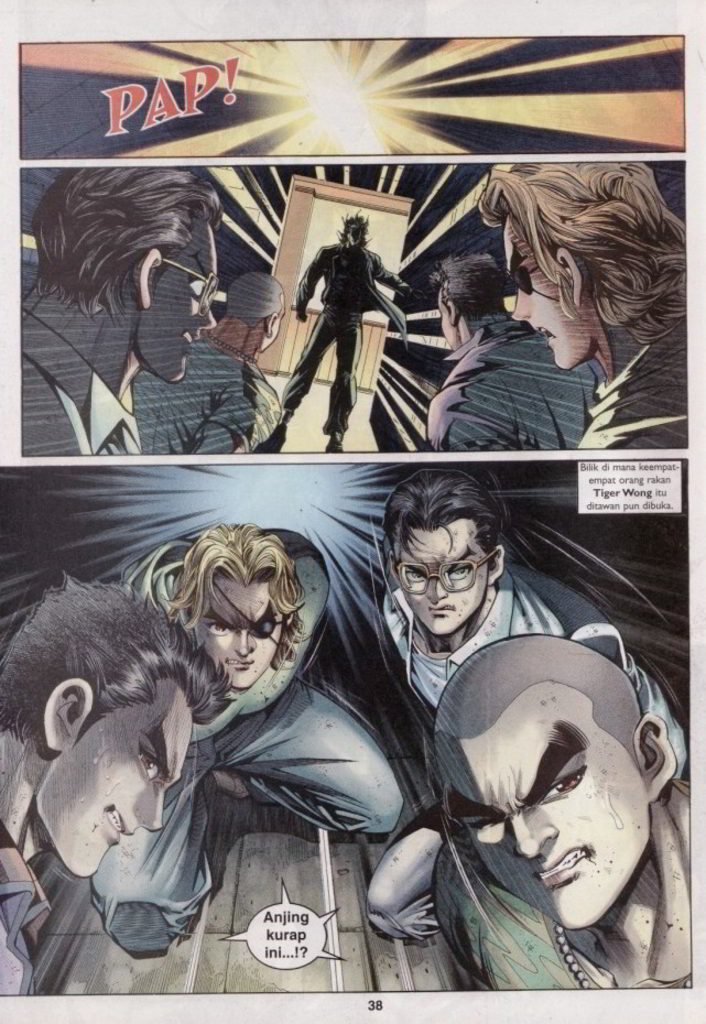 PAP!
Bilik di mana keempat-
empat orang rakan
Tiger Wong itu
ditawan pun dibuka.
Anjing
kurap
ini...!?
38